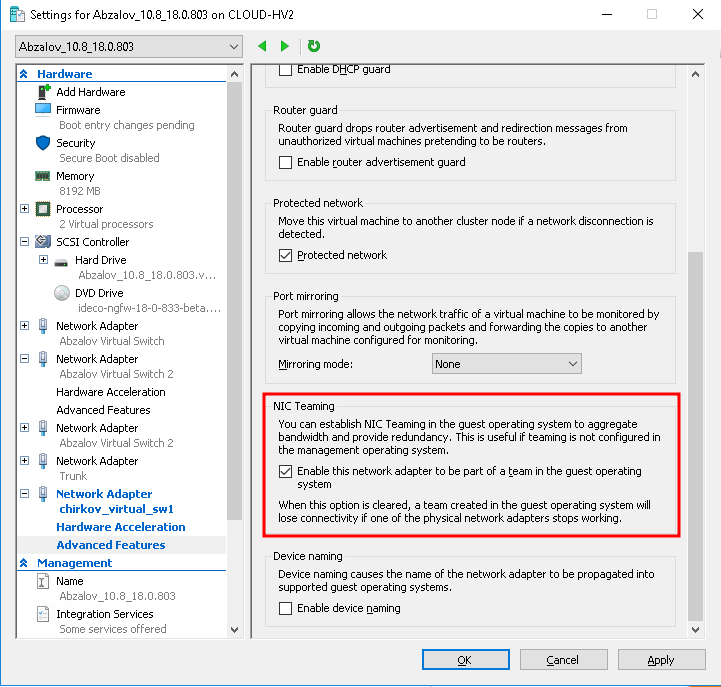 Settings for Abzalov_10.8_18.0.803 on CLOUD-HV2
Abzalov_10.8_18.0.803
Hardware
Add Hardware
Firmware
Boot entry changes pending
Security
Secure Boot disabled
Memory
8192 MB
Processor
2 Virtual processors
SCSI Controller
Hard Drive
Abzalov_10.8_18.0.803.v...
DVD Drive
ideco-ngfw-18-0-833-beta....
Network Adapter
Abzalov Virtual Switch
Network Adapter
Abzalov Virtual Switch 2
Hardware Acceleration
Advanced Features
Network Adapter
Abzalov Virtual Switch 2
Network Adapter
Trunk
Network Adapter
chirkov_virtual_sw1
Hardware Acceleration
Advanced Features
Management
Name
Abzalov_10.8_18.0.803
Integration Services
Some services offered
Enable DHCP guard
Router guard
Router guard drops router advertisement and redirection messages from
unauthorized virtual machines pretending to be routers.
Enable router advertisement guard
Protected network
Move this virtual machine to another cluster node if a network disconnection is
detected.
Protected network
Port mirroring
Port mirroring allows the network traffic of a virtual machine to be monitored by
copying incoming and outgoing packets and forwarding the copies to another
virtual machine configured for monitoring.
Mirroring mode:
None
NIC Teaming
You can establish NIC Teaming in the guest operating system to aggregate
bandwidth and provide redundancy. This is useful if teaming is not configured in
the management operating system.
Enable this network adapter to be part of a team in the guest operating
system
When this option is cleared, a team created in the guest operating system will
lose connectivity if one of the physical network adapters stops working.
Device naming
Device naming causes the name of the network adapter to be propagated into
supported guest operating systems.
Enable device naming
OK
Cancel
Apply